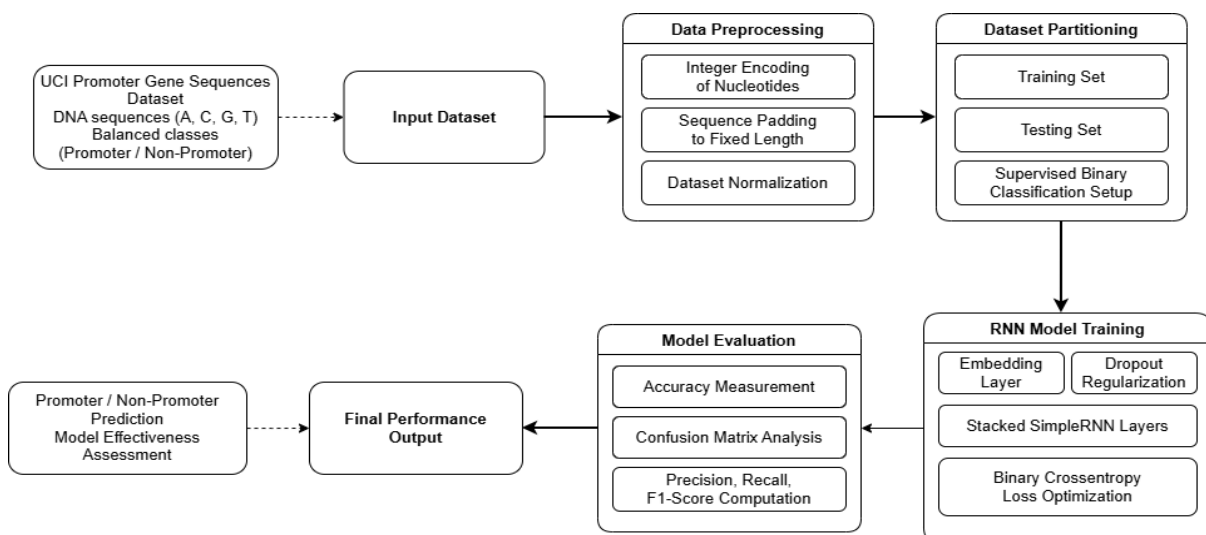 UCI Promoter Gene Sequences
Dataset
DNA sequences (A, C, G, T)
Balanced classes
(Promoter / Non-Promoter)
Input Dataset
Data Preprocessing
Integer Encoding
of Nucleotides
Sequence Padding
to Fixed Length
Dataset Normalization
Dataset Partitioning
Training Set
Testing Set
Supervised Binary
Classification Setup
RNN Model Training
Embedding
Layer
Dropout
Regularization
Stacked SimpleRNN Layers
Binary Crossentropy
Loss Optimization
Model Evaluation
Accuracy Measurement
Confusion Matrix Analysis
Precision, Recall,
F1-Score Computation
Final Performance
Output
Promoter / Non-Promoter
Prediction
Model Effectiveness
Assessment